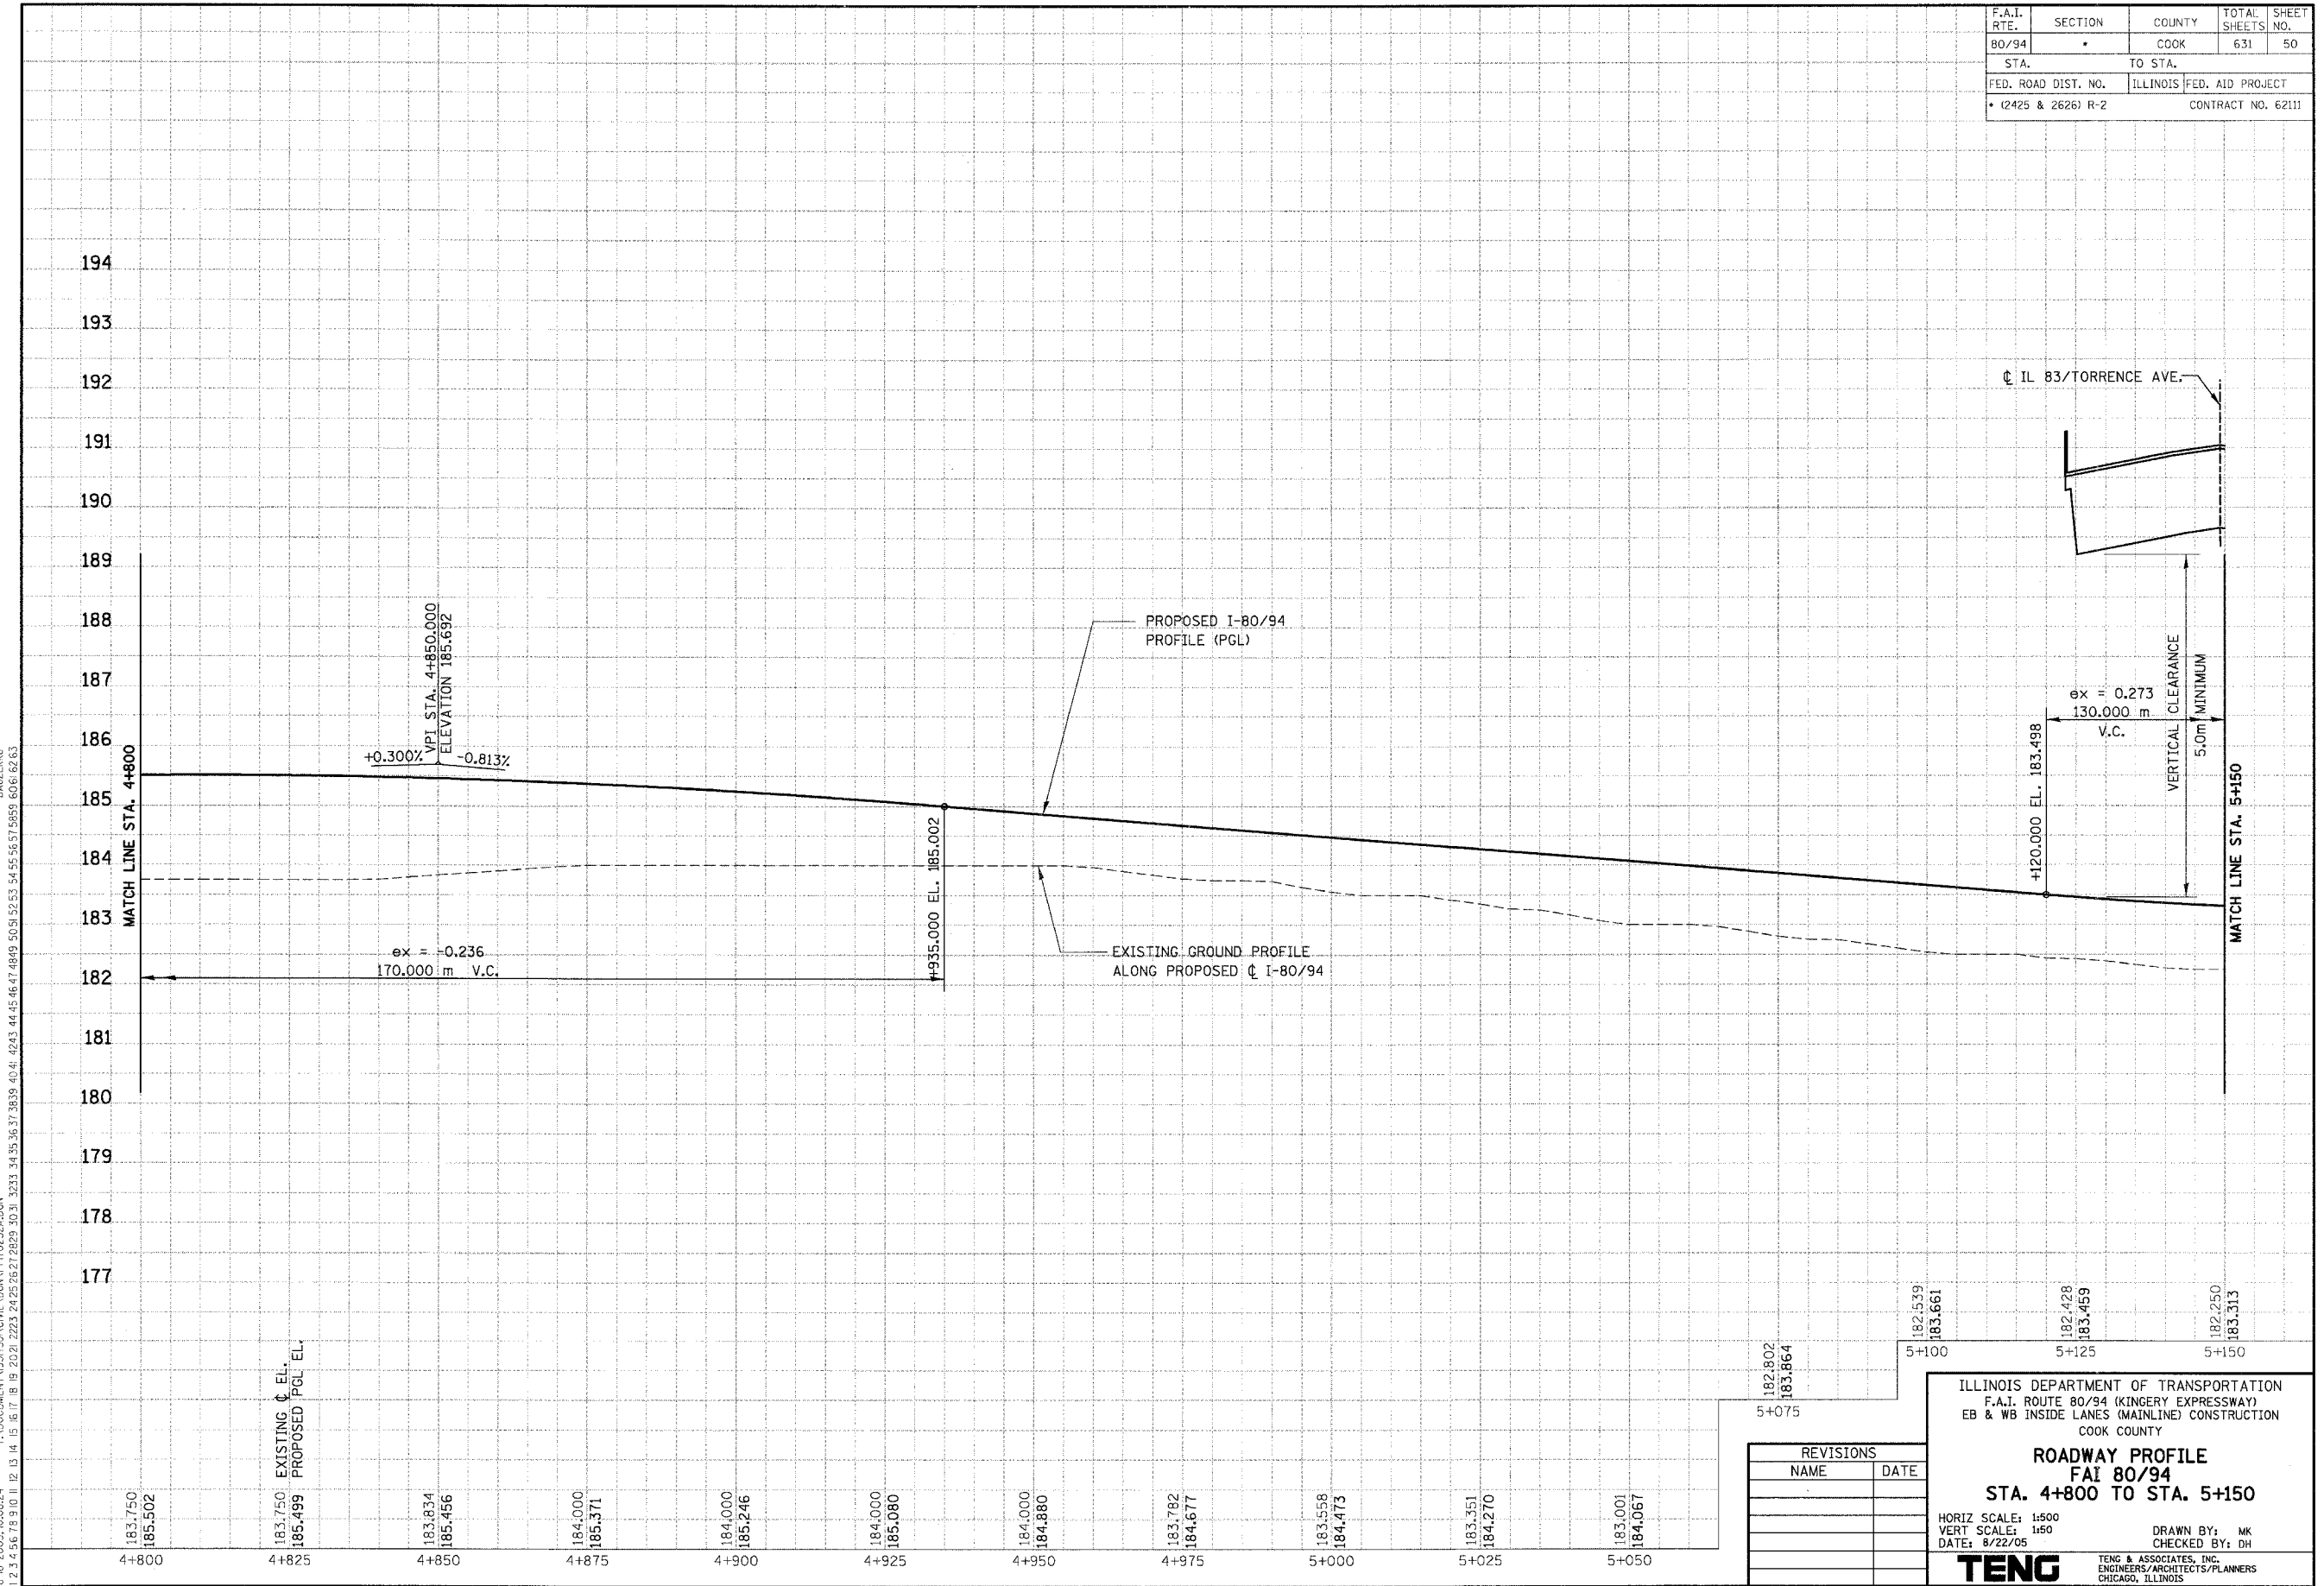 F.A.I. RTE. SECTION COUNTY TOTAL SHEETS SHEET NO.
80/94 * COOK 631 50
STA. TO STA.
FED. ROAD DIST. NO. ILLINOIS FED. AID PROJECT
* (2425 & 2626) R-2 CONTRACT NO. 62111
194
193
192
191
190
189
188
187
186
185
184
183
182
181
180
179
178
177
℄ IL 83/TORRENCE AVE.
MATCH LINE STA. 4+800
VPI STA. 4+850.000
ELEVATION 185.692
+0.300%
-0.813%
PROPOSED I-80/94
PROFILE (PGL)
ex = 0.273
130.000 m
V.C.
VERTICAL CLEARANCE
5.0m MINIMUM
+120.000 EL. 183.498
MATCH LINE STA. 5+150
+935.000 EL. 185.002
ex = -0.236
170.000 m V.C.
EXISTING GROUND PROFILE
ALONG PROPOSED ℄ I-80/94
EXISTING ℄ EL.
PROPOSED PGL EL.
183.750
185.502
183.750
185.499
183.834
185.456
184.000
185.371
184.000
185.246
184.000
185.080
184.000
184.880
183.782
184.677
183.558
184.473
183.351
184.270
183.001
184.067
182.802
183.864
182.539
183.661
182.428
183.459
182.250
183.313
4+800 4+825 4+850 4+875 4+900 4+925 4+950 4+975 5+000 5+025 5+050
5+075
5+100 5+125 5+150
REVISIONS
NAME DATE
ILLINOIS DEPARTMENT OF TRANSPORTATION
F.A.I. ROUTE 80/94 (KINGERY EXPRESSWAY)
EB & WB INSIDE LANES (MAINLINE) CONSTRUCTION
COOK COUNTY
ROADWAY PROFILE
FAI 80/94
STA. 4+800 TO STA. 5+150
HORIZ SCALE: 1:500
VERT SCALE: 1:50 DRAWN BY: MK
DATE: 8/22/05 CHECKED BY: DH
TENG
TENG & ASSOCIATES, INC.
ENGINEERS/ARCHITECTS/PLANNERS
CHICAGO, ILLINOIS